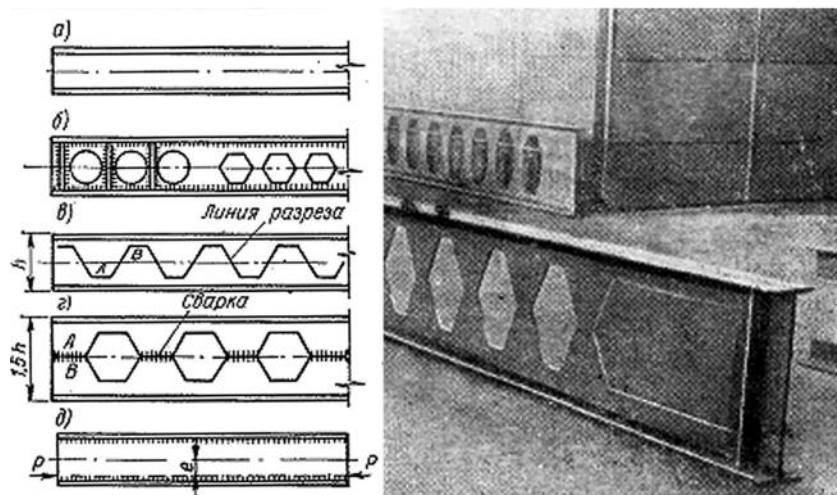 а)
б)
в)
Линия разреза
h
А
В
г)
Сварка
1,5h
А
В
д)
Р
е
Р